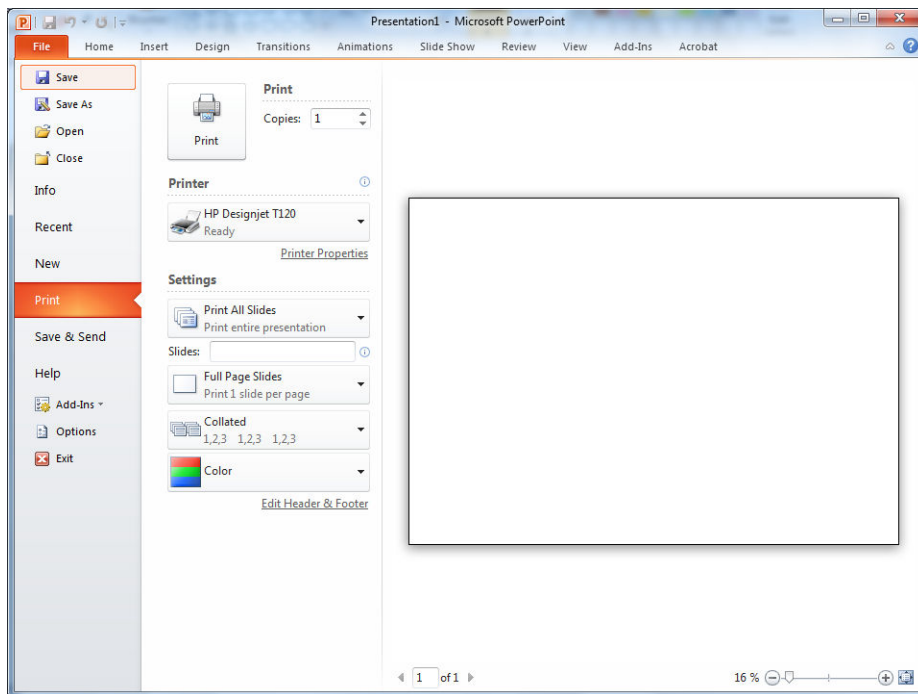 Presentation1 - Microsoft PowerPoint
File Home Insert Design Transitions Animations Slide Show Review View Add-Ins Acrobat
Save
Save As
Open
Close
Info
Recent
New
Print
Save & Send
Help
Add-Ins
Options
Exit
Print
Print
Copies: 1
Printer
HP Designjet T120
Ready
Printer Properties
Settings
Print All Slides
Print entire presentation
Slides:
Full Page Slides
Print 1 slide per page
Collated
1,2,3 1,2,3 1,2,3
Color
Edit Header & Footer
1 of 1
16 %